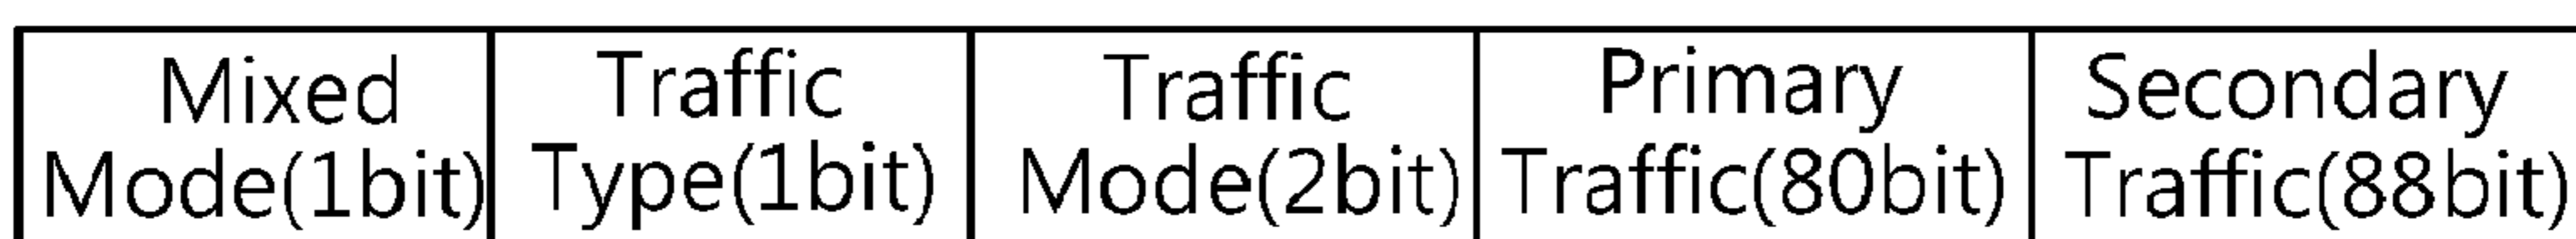 Mixed
Mode(1bit)
Traffic
Type(1bit)
Traffic
Mode(2bit)
Primary
Traffic(80bit)
Secondary
Traffic(88bit)